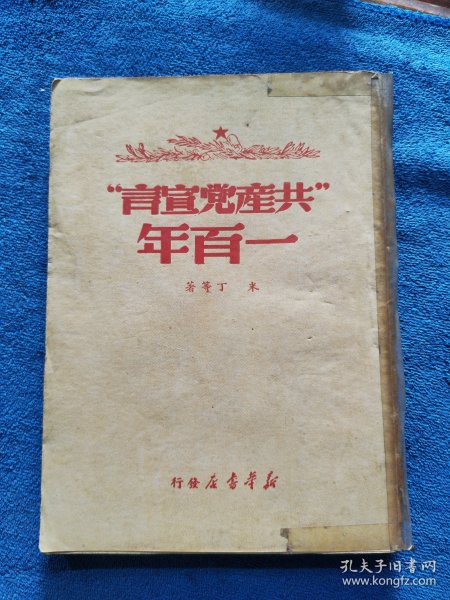 “共產党宣言”
一百年
米丁等著
新華書店發行
孔夫子旧书网
www.kongfz.com